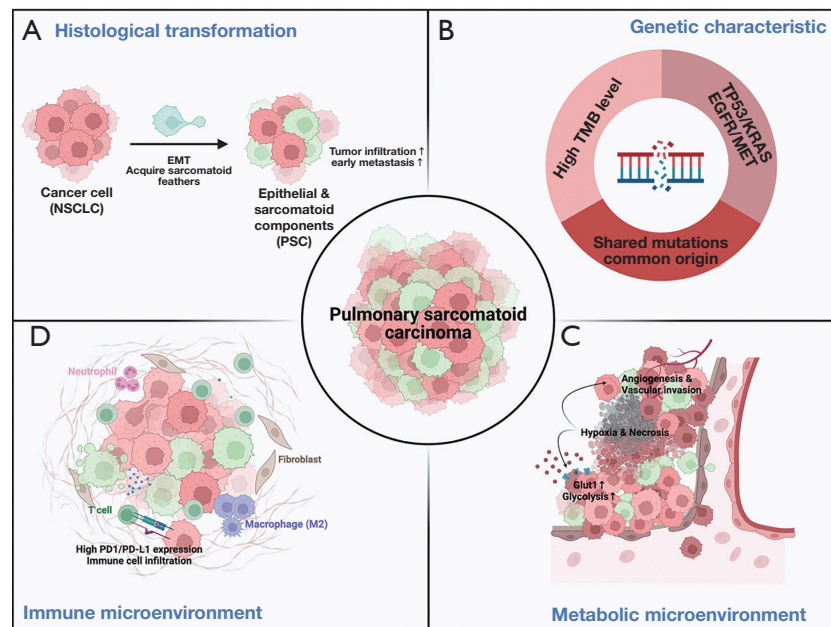 A
Histological transformation
EMT
Acquire sarcomatoid
feathers
Cancer cell
(NSCLC)
Tumor infiltration ↑
early metastasis ↑
Epithelial &
sarcomatoid
components
(PSC)
B
Genetic characteristic
High TMB level
TP53/KRAS
EGFR/MET
Shared mutations
common origin
Pulmonary sarcomatoid
carcinoma
D
Neutrophil
Fibroblast
T cell
Macrophage (M2)
High PD1/PD-L1 expression
Immune cell infiltration
Immune microenvironment
C
Angiogenesis &
Vascular invasion
Hypoxia & Necrosis
Glut1↑
Glycolysis↑
Metabolic microenvironment